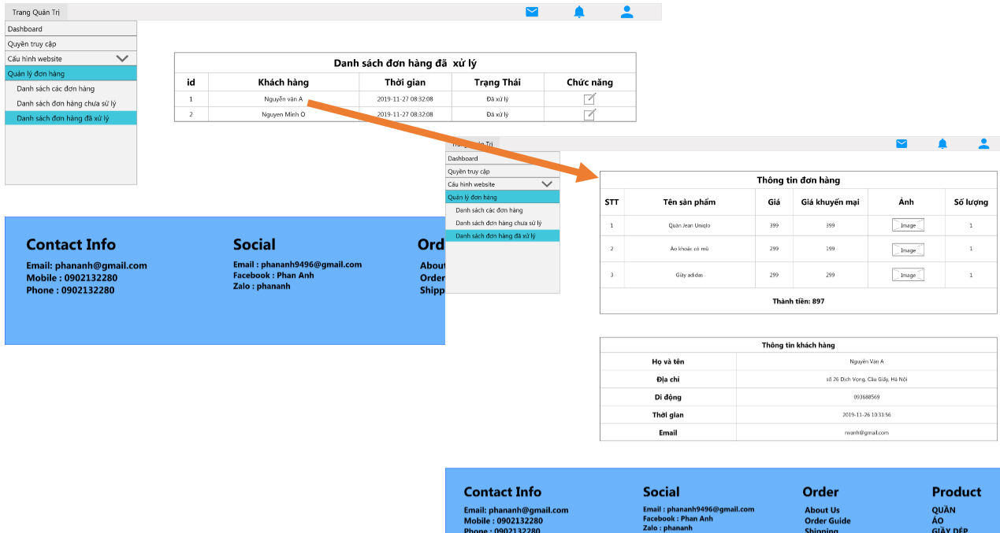 Trang Quản Trị
Dashboard
Quyền truy cập
Cấu hình website
Quản lý đơn hàng
Danh sách các đơn hàng
Danh sách đơn hàng chưa sử lý
Danh sách đơn hàng đã xử lý
Danh sách đơn hàng đã xử lý
id Khách hàng Thời gian Trạng Thái Chức năng
1 Nguyễn văn A 2019-11-27 08:32:08 Đã xử lý
2 Nguyen Minh O 2019-11-27 08:32:08 Đã xử lý
Contact Info
Email: phananh@gmail.com
Mobile : 0902132280
Phone : 0902132280
Social
Email : phananh9496@gmail.com
Facebook : Phan Anh
Zalo : phananh
Ord
About
Order
Shipp
Trang Quản Trị
Dashboard
Quyền truy cập
Cấu hình website
Quản lý đơn hàng
Danh sách các đơn hàng
Danh sách đơn hàng chưa sử lý
Danh sách đơn hàng đã xử lý
Thông tin đơn hàng
STT Tên sản phẩm Giá Giá khuyến mại Ảnh Số lượng
1 Quần Jean Uniqlo 399 399 Image 1
2 Áo khoác có mũ 299 199 Image 1
3 Giầy adidas 299 299 Image 1
Thành tiền: 897
Thông tin khách hàng
Họ và tên Nguyễn Văn A
Địa chỉ số 26 Dịch Vọng, Cầu Giấy, Hà Nội
Di động 093688569
Thời gian 2019-11-26 10:31:56
Email nvanh@gmail.com
Contact Info
Email: phananh@gmail.com
Mobile : 0902132280
Phone : 0902132280
Social
Email : phananh9496@gmail.com
Facebook : Phan Anh
Zalo : phananh
Order
About Us
Order Guide
Shipping
Product
QUẦN
ÁO
GIẦY DÉP